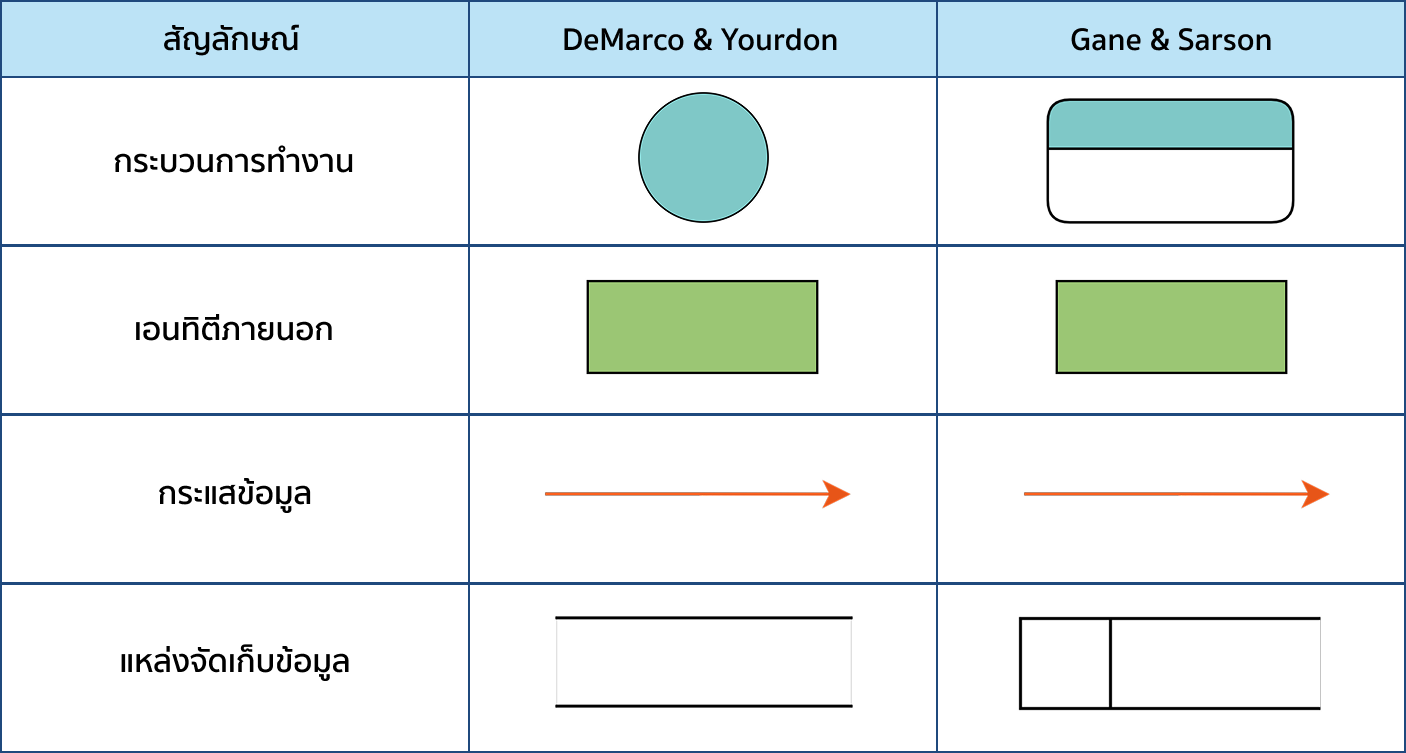 สัญลักษณ์
DeMarco & Yourdon
Gane & Sarson
กระบวนการทำงาน
เอนทิตีภายนอก
กระแสข้อมูล
แหล่งจัดเก็บข้อมูล